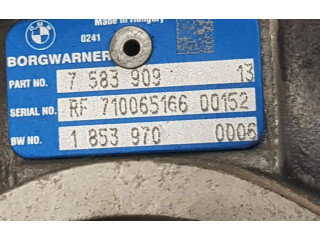 Made in Hungary
0241
BORGWARNER
PART NO. 7 583 909 13
SERIAL NO. RF 710065166 00152
BW NO. 1 853 970 0006